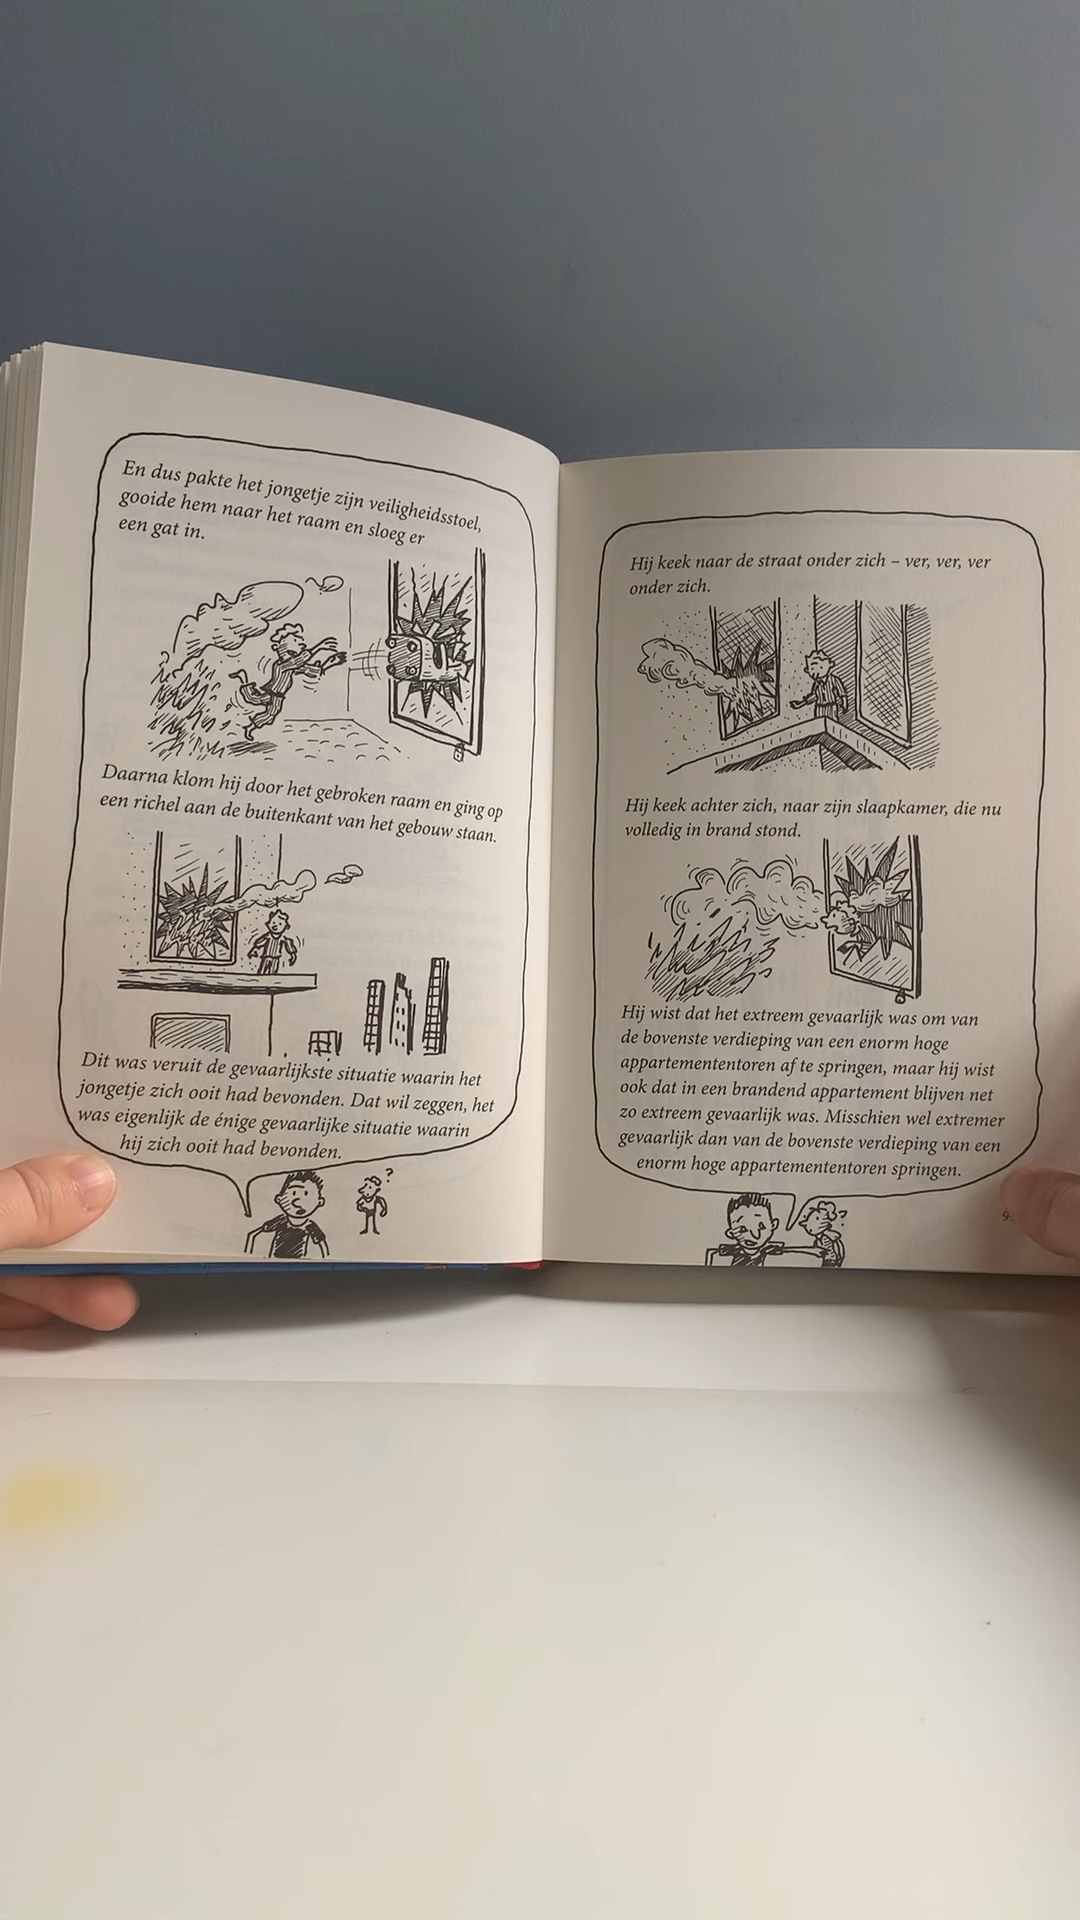 En dus pakte het jongetje zijn veiligheidsstoel,
gooide hem naar het raam en sloeg er
een gat in.
Daarna klom hij door het gebroken raam en ging op
een richel aan de buitenkant van het gebouw staan.
Dit was veruit de gevaarlijkste situatie waarin het
jongetje zich ooit had bevonden. Dat wil zeggen, het
was eigenlijk de énige gevaarlijke situatie waarin
hij zich ooit had bevonden.
?
Hij keek naar de straat onder zich – ver, ver, ver
onder zich.
Hij keek achter zich, naar zijn slaapkamer, die nu
volledig in brand stond.
Hij wist dat het extreem gevaarlijk was om van
de bovenste verdieping van een enorm hoge
appartemententoren af te springen, maar hij wist
ook dat in een brandend appartement blijven net
zo extreem gevaarlijk was. Misschien wel extremer
gevaarlijk dan van de bovenste verdieping van een
enorm hoge appartemententoren springen.
?